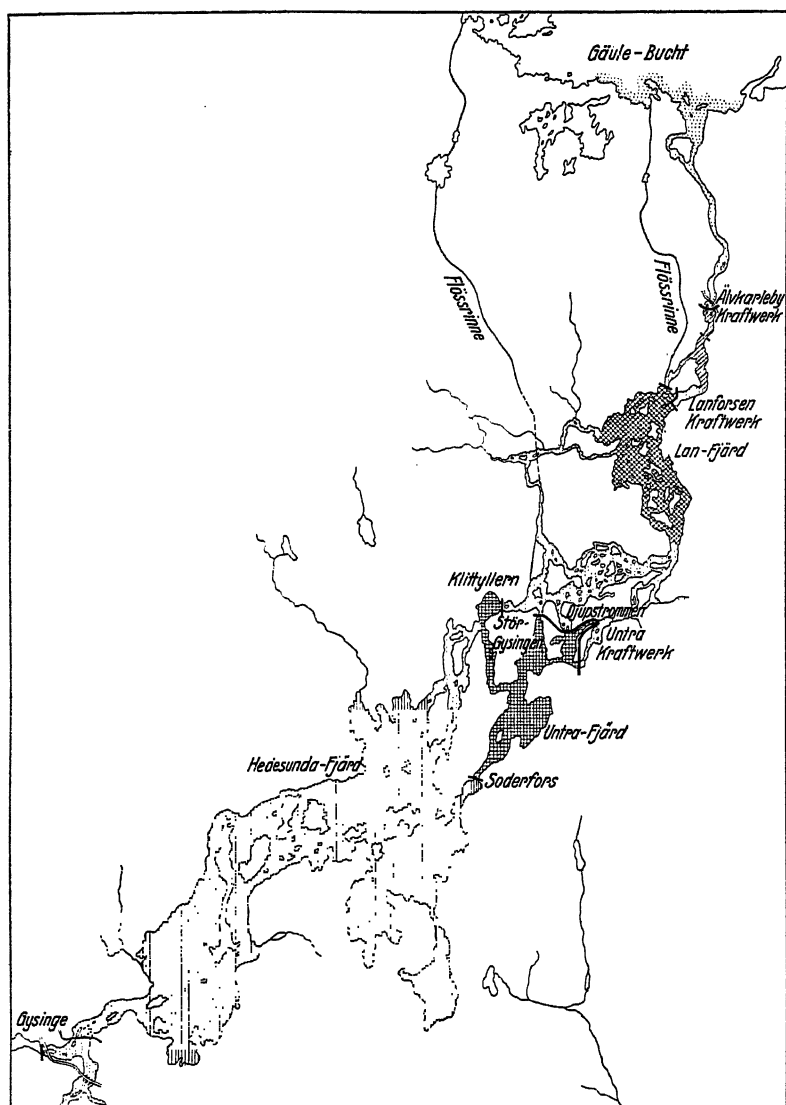 Gäule-Bucht
Flössrinne
Flössrinne
Älvkarleby
Kraftwerk
Lanforsen
Kraftwerk
Lan-Fjärd
Klittyllern
Djupstrommen
Stör-
Gysingen
Untra
Kraftwerk
Untra-Fjärd
Hedesunda-Fjärd
Soderfors
Gysinge